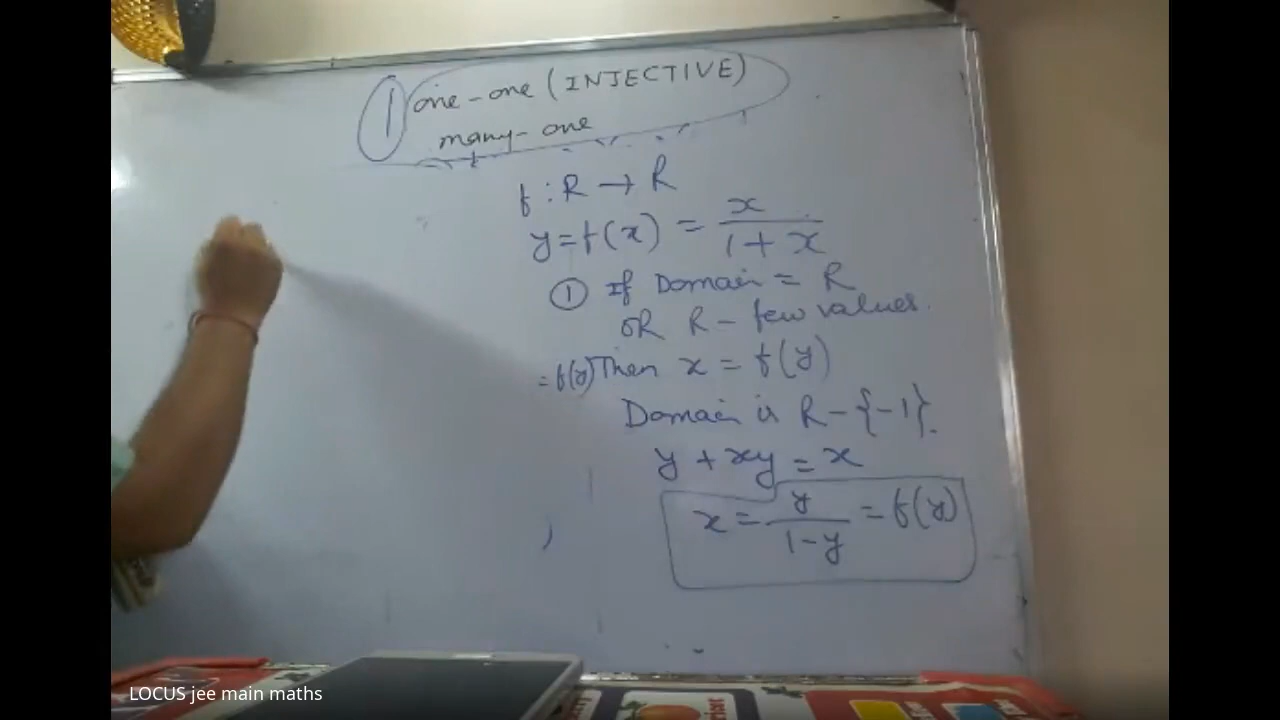 ① one-one (INJECTIVE)
many-one
f : R → R
y = f(x) = x / 1 + x
① If Domain = R
OR R - few values.
= f(y) Then x = f(y)
Domain is R - {-1}.
y + xy = x
x = y / 1 - y = f(y)
LOCUS jee main maths